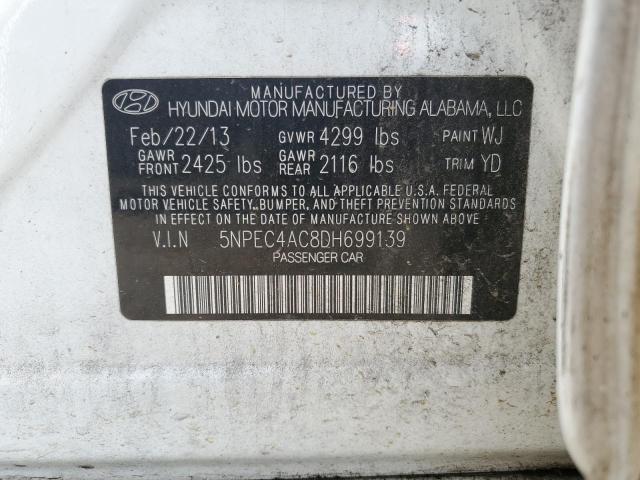 MANUFACTURED BY
HYUNDAI MOTOR MANUFACTURING ALABAMA, LLC
Feb/22/13 GVWR 4299 lbs PAINT WJ
GAWR FRONT 2425 lbs GAWR REAR 2116 lbs TRIM YD
THIS VEHICLE CONFORMS TO ALL APPLICABLE U.S.A. FEDERAL
MOTOR VEHICLE SAFETY, BUMPER, AND THEFT PREVENTION STANDARDS
IN EFFECT ON THE DATE OF MANUFACTURE SHOWN ABOVE
V.I.N 5NPEC4AC8DH699139
PASSENGER CAR